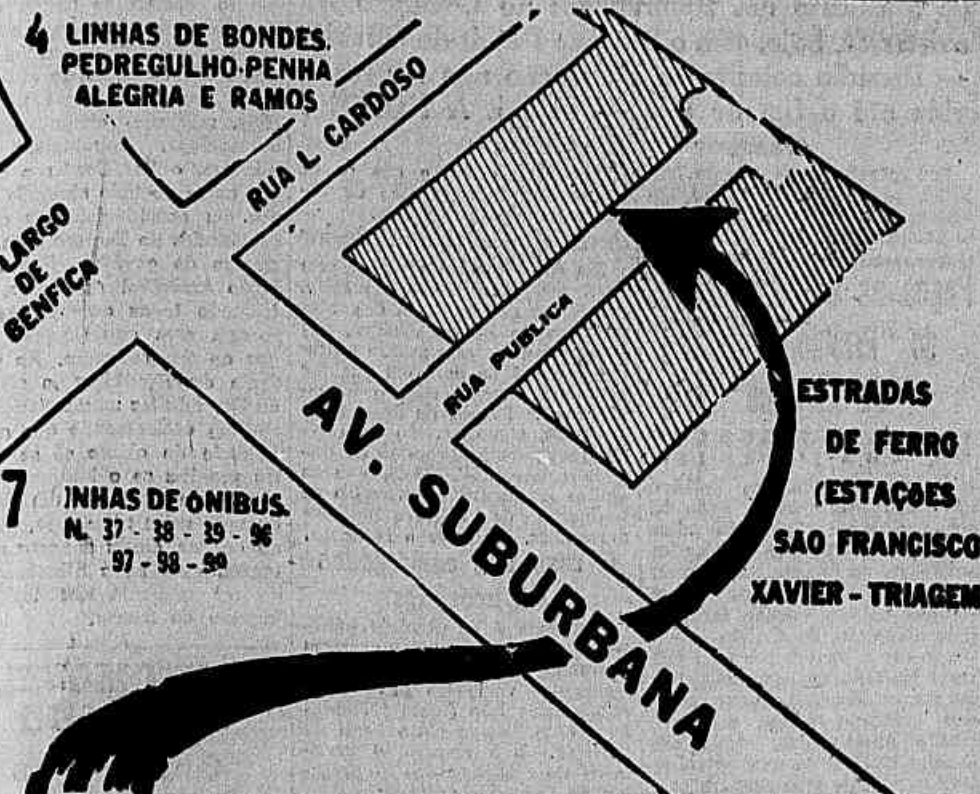 4 LINHAS DE BONDES.
PEDREGULHO-PENHA
ALEGRIA E RAMOS
RUA L. CARDOSO
LARGO
DE
BENFICA
RUA PUBLICA
AV. SUBURBANA
7 INHAS DE ONIBUS.
N. 37 - 38 - 39 - 96
97 - 98 - 99
ESTRADAS
DE FERRO
(ESTAÇÕES
SAO FRANCISCO
XAVIER - TRIAGEM